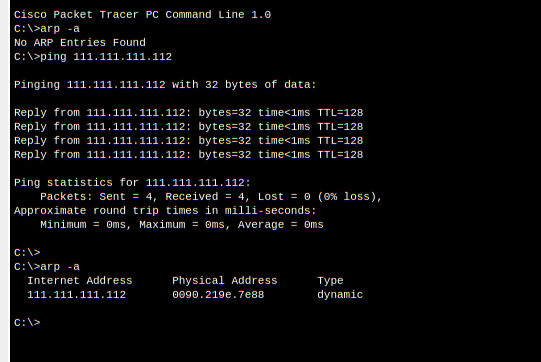 Cisco Packet Tracer PC Command Line 1.0
C:\>arp -a
No ARP Entries Found
C:\>ping 111.111.111.112
Pinging 111.111.111.112 with 32 bytes of data:
Reply from 111.111.111.112: bytes=32 time<1ms TTL=128
Reply from 111.111.111.112: bytes=32 time<1ms TTL=128
Reply from 111.111.111.112: bytes=32 time<1ms TTL=128
Reply from 111.111.111.112: bytes=32 time<1ms TTL=128
Ping statistics for 111.111.111.112:
    Packets: Sent = 4, Received = 4, Lost = 0 (0% loss),
Approximate round trip times in milli-seconds:
    Minimum = 0ms, Maximum = 0ms, Average = 0ms
C:\>
C:\>arp -a
  Internet Address      Physical Address      Type
  111.111.111.112       0090.219e.7e88        dynamic
C:\>